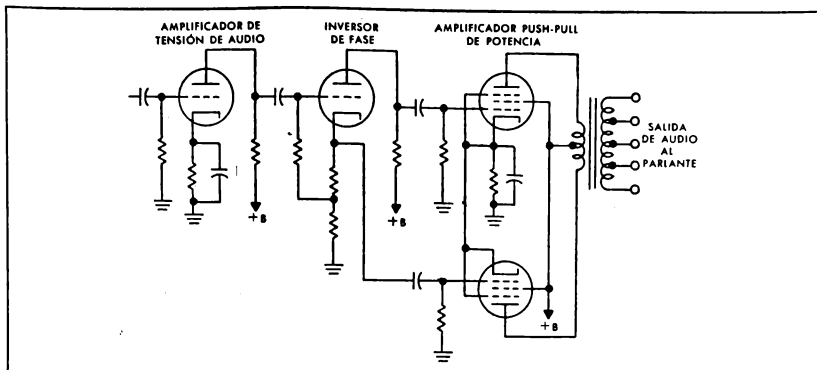 AMPLIFICADOR DE
TENSIÓN DE AUDIO
INVERSOR
DE FASE
AMPLIFICADOR PUSH-PULL
DE POTENCIA
SALIDA
DE AUDIO
AL
PARLANTE
+B
+B
+B